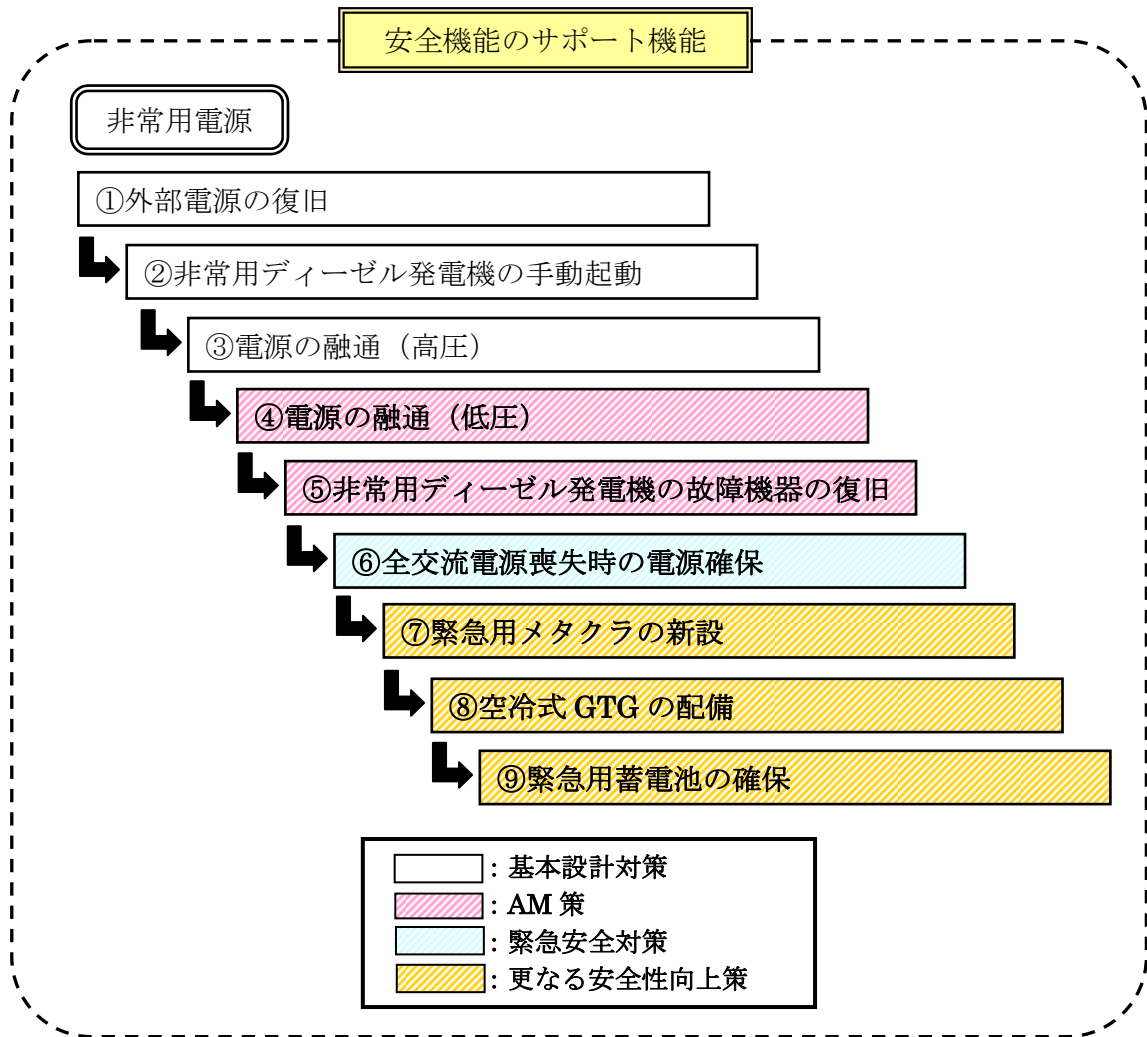 安全機能のサポート機能
非常用電源
①外部電源の復旧
②非常用ディーゼル発電機の手動起動
③電源の融通（高圧）
④電源の融通（低圧）
⑤非常用ディーゼル発電機の故障機器の復旧
⑥全交流電源喪失時の電源確保
⑦緊急用メタクラの新設
⑧空冷式 GTG の配備
⑨緊急用蓄電池の確保
：基本設計対策
：AM 策
：緊急安全対策
：更なる安全性向上策